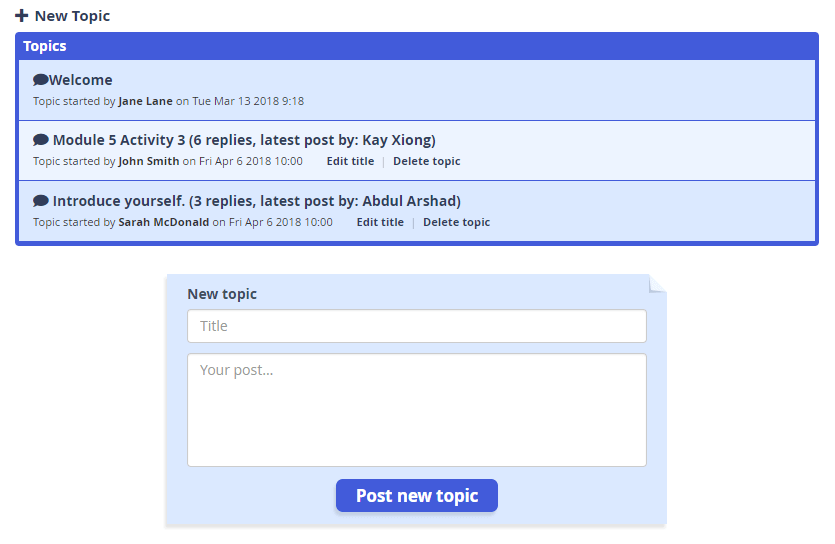 New Topic
Topics
Welcome
Topic started by Jane Lane on Tue Mar 13 2018 9:18
Module 5 Activity 3 (6 replies, latest post by: Kay Xiong)
Topic started by John Smith on Fri Apr 6 2018 10:00 Edit title | Delete topic
Introduce yourself. (3 replies, latest post by: Abdul Arshad)
Topic started by Sarah McDonald on Fri Apr 6 2018 10:00 Edit title | Delete topic
New topic
Title
Your post...
Post new topic